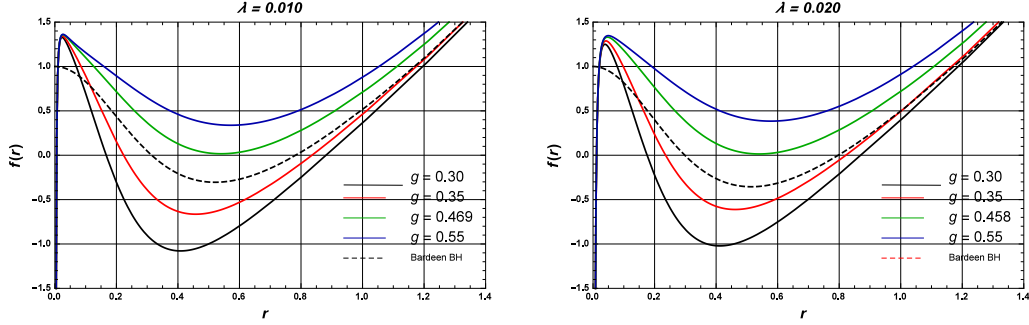 λ = 0.010
1.5
1.0
0.5
0.0
-0.5
-1.0
-1.5
f(r)
g = 0.30
g = 0.35
g = 0.469
g = 0.55
Bardeen BH
0.0 0.2 0.4 0.6 0.8 1.0 1.2 1.4
r
λ = 0.020
1.5
1.0
0.5
0.0
-0.5
-1.0
-1.5
f(r)
g = 0.30
g = 0.35
g = 0.458
g = 0.55
Bardeen BH
0.0 0.2 0.4 0.6 0.8 1.0 1.2 1.4
r